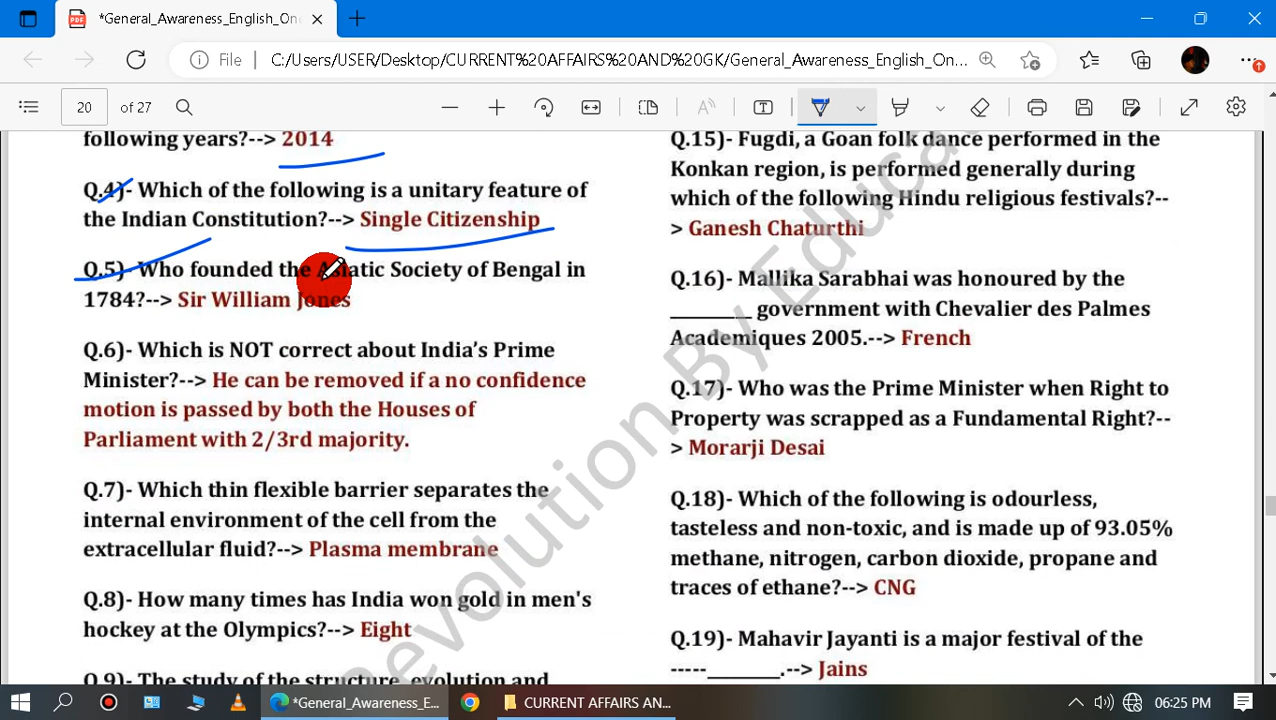 *General_Awareness_English_On
File
C:/Users/USER/Desktop/CURRENT%20AFFAIRS%20AND%20GK/General_Awareness_English_On...
20 of 27
following years?--> 2014
Q.4)- Which of the following is a unitary feature of
the Indian Constitution?--> Single Citizenship
Q.5)- Who founded the Asiatic Society of Bengal in
1784?--> Sir William Jones
Q.6)- Which is NOT correct about India’s Prime
Minister?--> He can be removed if a no confidence
motion is passed by both the Houses of
Parliament with 2/3rd majority.
Q.7)- Which thin flexible barrier separates the
internal environment of the cell from the
extracellular fluid?--> Plasma membrane
Q.8)- How many times has India won gold in men's
hockey at the Olympics?--> Eight
Q.9)- The study of the structure, evolution and
Q.15)- Fugdi, a Goan folk dance performed in the
Konkan region, is performed generally during
which of the following Hindu religious festivals?--
> Ganesh Chaturthi
Q.16)- Mallika Sarabhai was honoured by the
_________ government with Chevalier des Palmes
Academiques 2005.--> French
Q.17)- Who was the Prime Minister when Right to
Property was scrapped as a Fundamental Right?--
> Morarji Desai
Q.18)- Which of the following is odourless,
tasteless and non-toxic, and is made up of 93.05%
methane, nitrogen, carbon dioxide, propane and
traces of ethane?--> CNG
Q.19)- Mahavir Jayanti is a major festival of the
-----________.--> Jains
Revolution By Educa
*General_Awareness_E...
CURRENT AFFAIRS AN...
06:25 PM